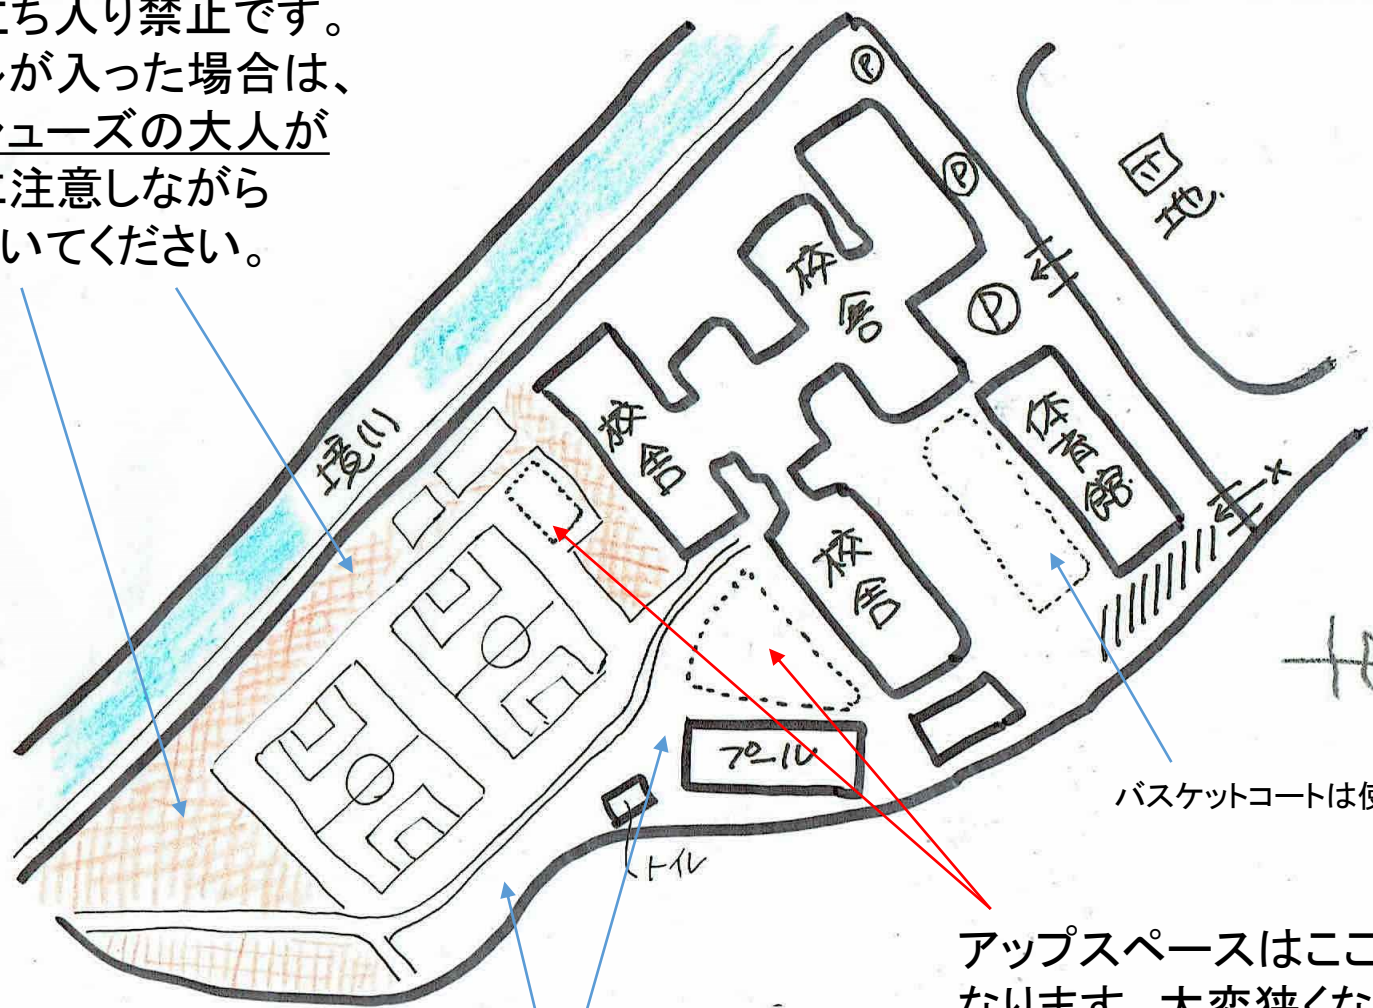 立ち入り禁止です。
が入った場合は、
シューズの大人が
注意しながら
いてください。
P
P
団地
校舎
P
境川
校舎
体育館
校舎
プール
バスケットコートは使
トイレ
アップスペースはここ
なります 大変狭くな